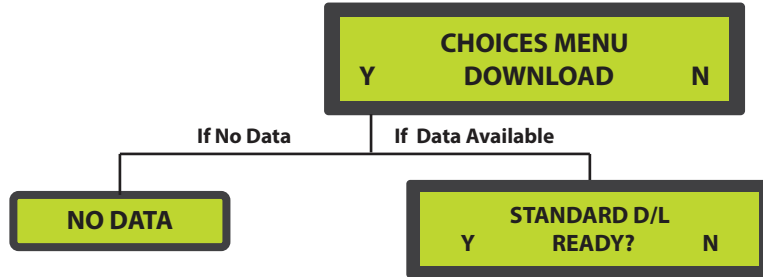 CHOICES MENU
Y DOWNLOAD N
If No Data
If Data Available
NO DATA
STANDARD D/L
Y READY? N